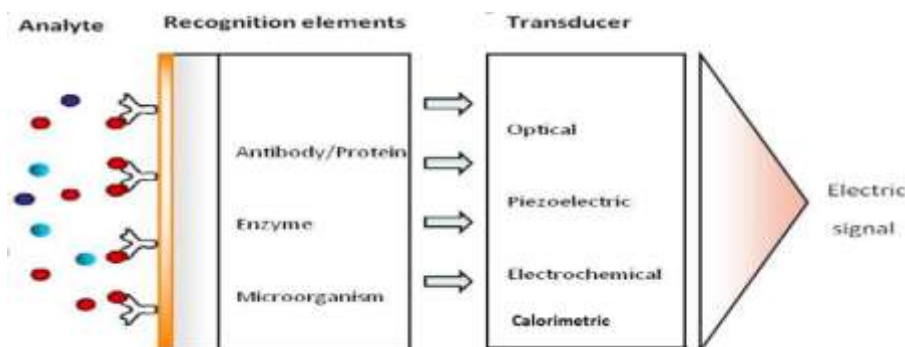 Analyte
Recognition elements
Transducer
Antibody/Protein
Enzyme
Microorganism
Optical
Piezoelectric
Electrochemical
Calorimetric
Electric
signal